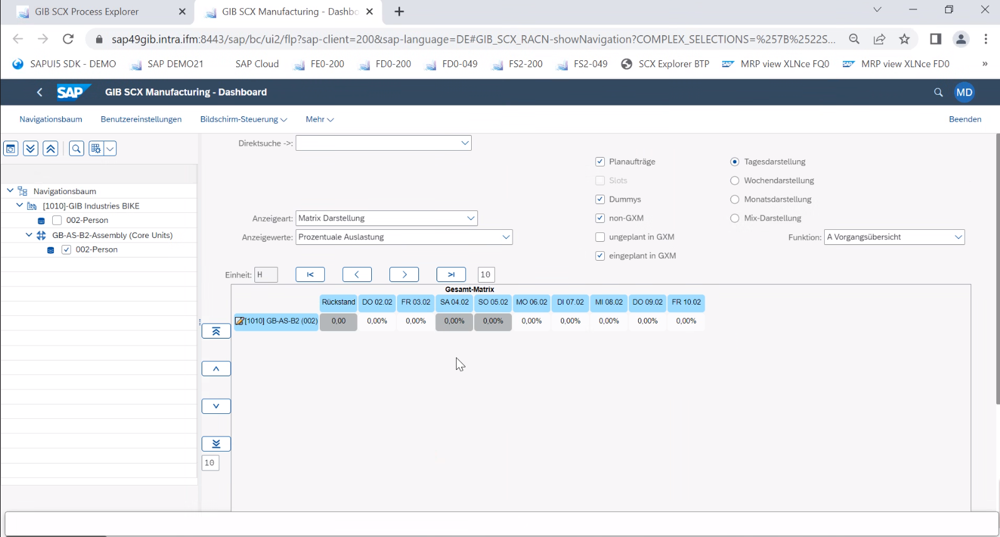 GIB SCX Process Explorer
GIB SCX Manufacturing - Dashbo
sap49gib.intra.ifm:8443/sap/bc/ui2/flp?sap-client=200&sap-language=DE#GIB_SCX_RACN-showNavigation?COMPLEX_SELECTIONS=%257B%2522S...
SAPUI5 SDK - DEMO
SAP DEMO21
SAP Cloud
FE0-200
FD0-200
FD0-049
FS2-200
FS2-049
SCX Explorer BTP
SAP
MRP view XLNce FQ0
SAP
MRP view XLNce FD0
»
SAP
GIB SCX Manufacturing - Dashboard
MD
Navigationsbaum
Benutzereinstellungen
Bildschirm-Steuerung
Mehr
Beenden
Direktsuche ->:
Planaufträge
Tagesdarstellung
Slots
Wochendarstellung
Navigationsbaum
Dummys
Monatsdarstellung
[1010]-GIB Industries BIKE
002-Person
Anzeigeart: Matrix Darstellung
non-GXM
Mix-Darstellung
GB-AS-B2-Assembly (Core Units)
Anzeigewerte: Prozentuale Auslastung
ungeplant in GXM
Funktion: A Vorgangsübersicht
002-Person
eingeplant in GXM
Einheit: H
10
Gesamt-Matrix
Rückstand DO 02.02 FR 03.02 SA 04.02 SO 05.02 MO 06.02 DI 07.02 MI 08.02 DO 09.02 FR 10.02
[1010] GB-AS-B2 (002) 0,00 0,00% 0,00% 0,00% 0,00% 0,00% 0,00% 0,00% 0,00% 0,00%
10